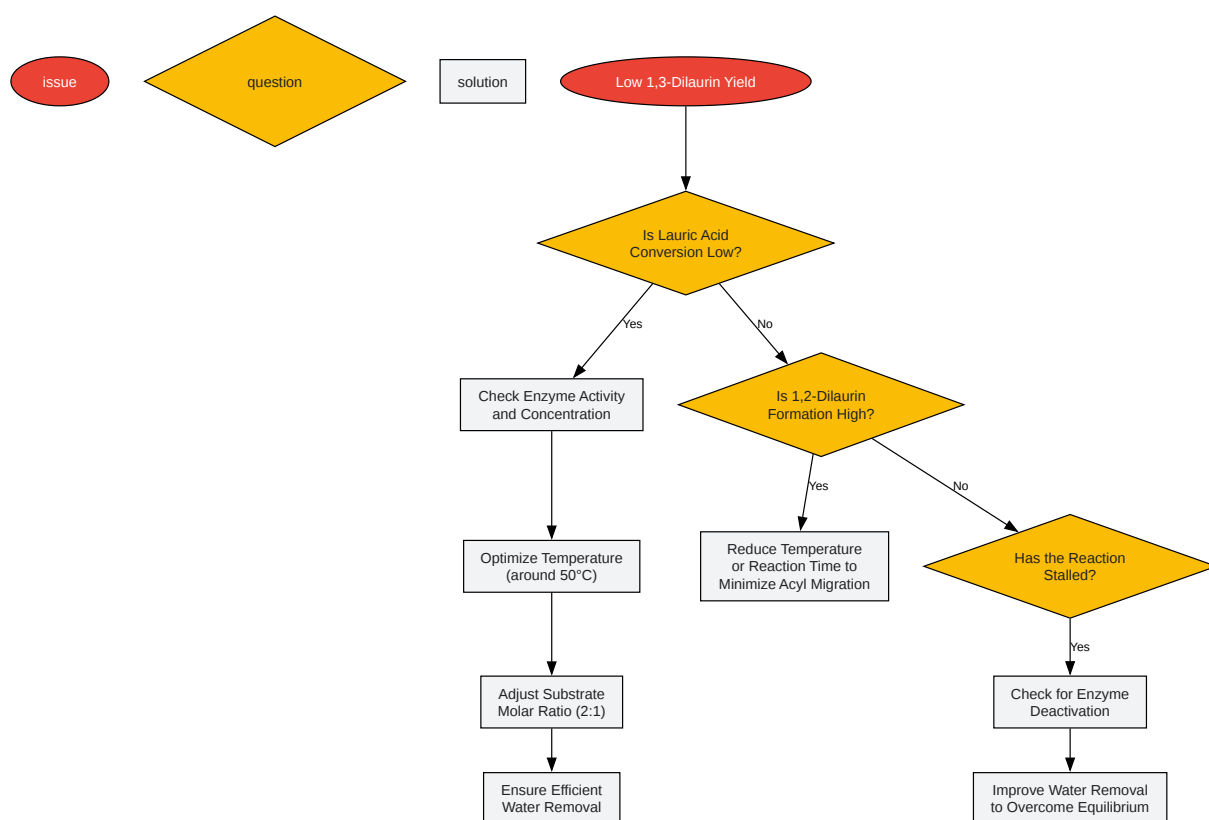 issue
question
solution
Low 1,3-Dilaurin Yield
Is Lauric Acid
Conversion Low?
Yes
No
Check Enzyme Activity
and Concentration
Is 1,2-Dilaurin
Formation High?
Yes
No
Optimize Temperature
(around 50°C)
Reduce Temperature
or Reaction Time to
Minimize Acyl Migration
Has the Reaction
Stalled?
Yes
Adjust Substrate
Molar Ratio (2:1)
Check for Enzyme
Deactivation
Ensure Efficient
Water Removal
Improve Water Removal
to Overcome Equilibrium